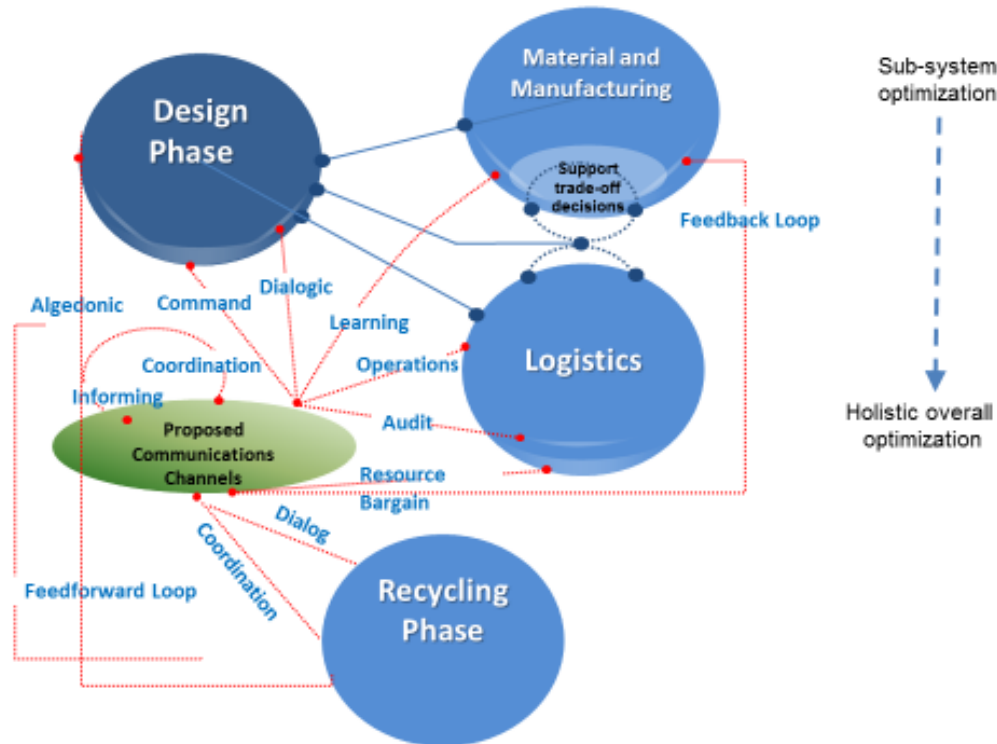 Design
Phase
Material and
Manufacturing
Support
trade-off
decisions
Sub-system
optimization
Feedback Loop
Algedonic
Command
Dialogic
Learning
Coordination
Operations
Logistics
Informing
Audit
Holistic overall
optimization
Proposed
Communications
Channels
Resource
Bargain
Dialog
Coordination
Feedforward Loop
Recycling
Phase